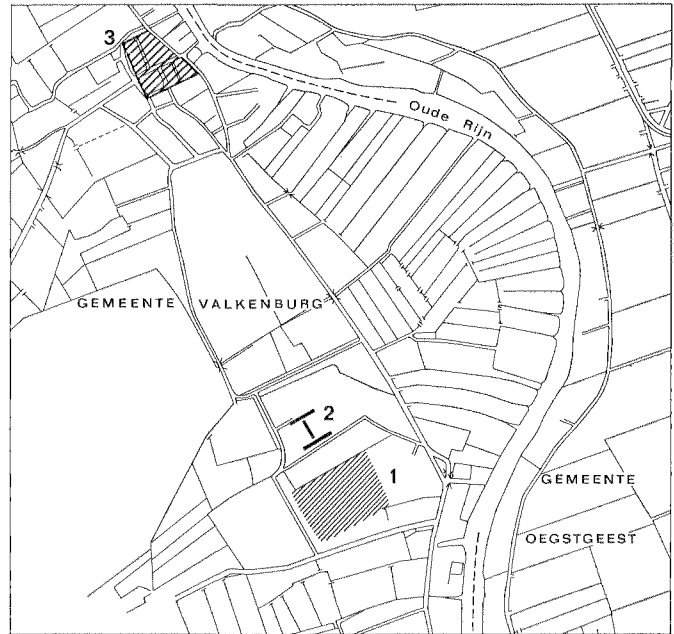 3
Oude Rijn
GEMEENTE VALKENBURG
2
1
GEMEENTE
OEGSTGEEST